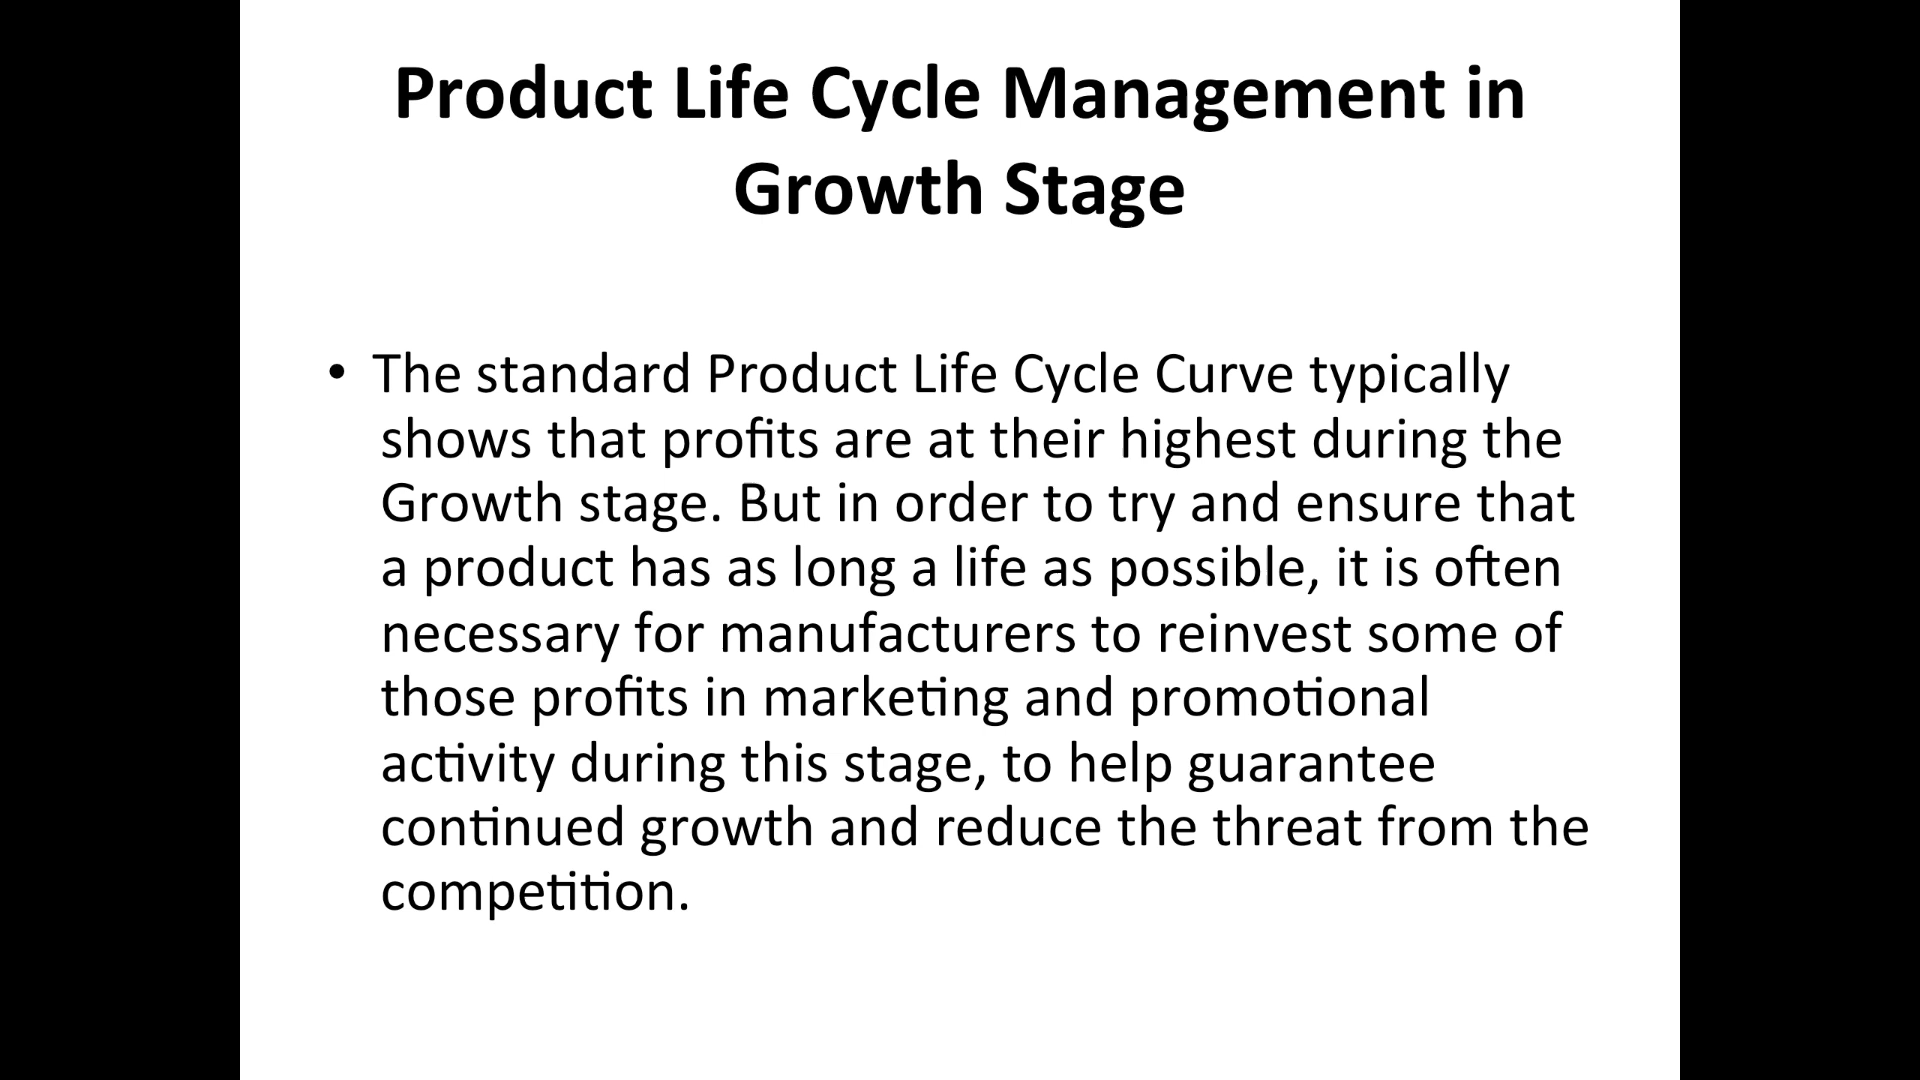 Product Life Cycle Management in
Growth Stage
• The standard Product Life Cycle Curve typically
shows that profits are at their highest during the
Growth stage. But in order to try and ensure that
a product has as long a life as possible, it is often
necessary for manufacturers to reinvest some of
those profits in marketing and promotional
activity during this stage, to help guarantee
continued growth and reduce the threat from the
competition.